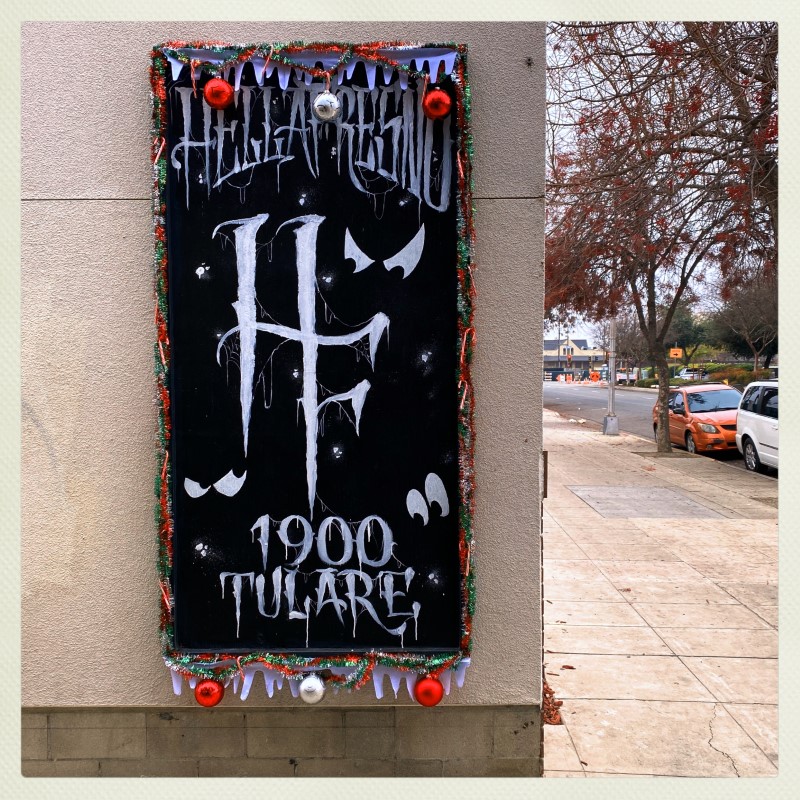 HELLAFRESNO
HF
1900
TULARE